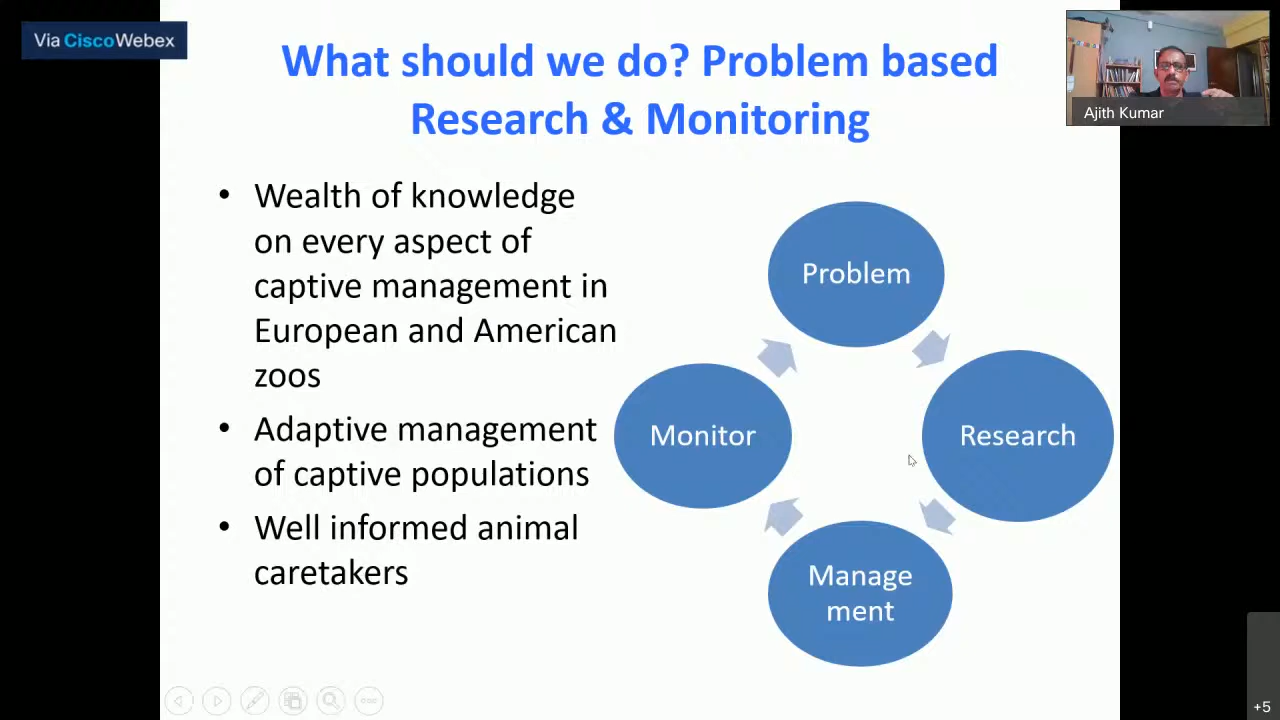 Via CiscoWebex
What should we do? Problem based
Research & Monitoring
Ajith Kumar
• Wealth of knowledge
on every aspect of
captive management in
European and American
zoos
• Adaptive management
of captive populations
• Well informed animal
caretakers
Problem
Research
Manage
ment
Monitor
+5